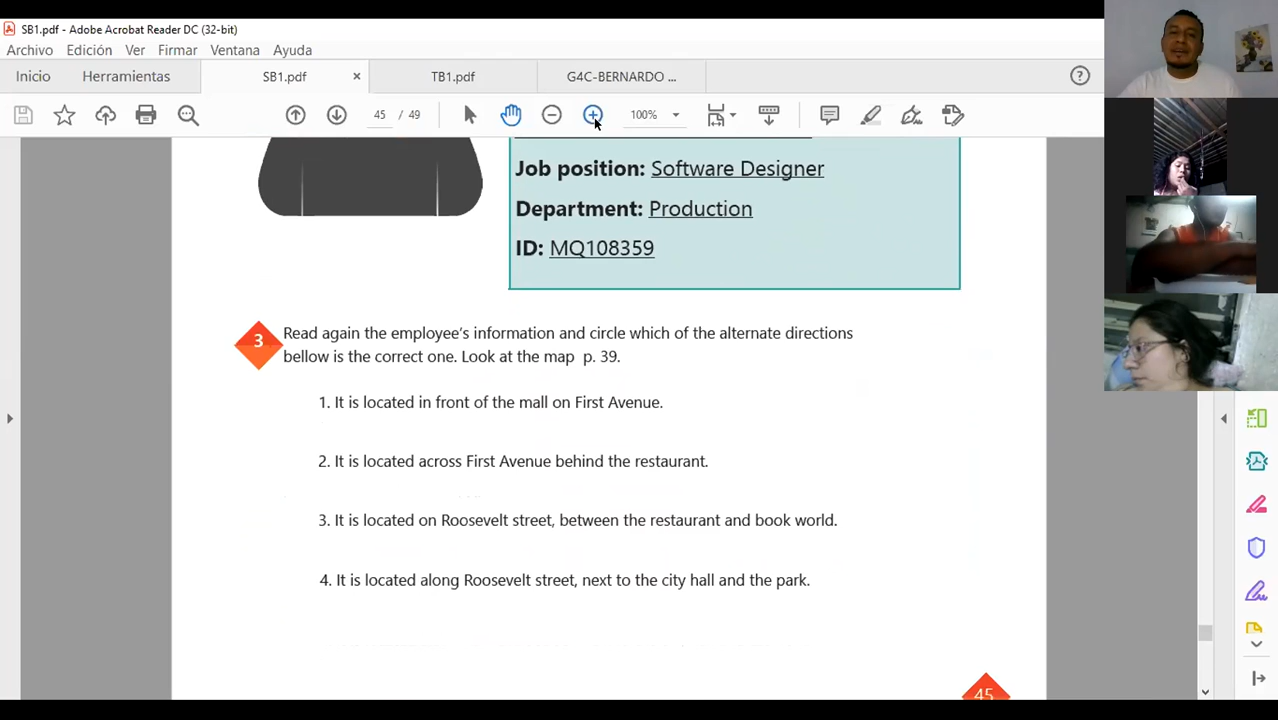 SB1.pdf - Adobe Acrobat Reader DC (32-bit)
Archivo Edición Ver Firmar Ventana Ayuda
Inicio Herramientas SB1.pdf × TB1.pdf G4C-BERNARDO ...
45 / 49 100%
Job position: Software Designer
Department: Production
ID: MQ108359
3 Read again the employee's information and circle which of the alternate directions
bellow is the correct one. Look at the map p. 39.
1. It is located in front of the mall on First Avenue.
2. It is located across First Avenue behind the restaurant.
3. It is located on Roosevelt street, between the restaurant and book world.
4. It is located along Roosevelt street, next to the city hall and the park.
45